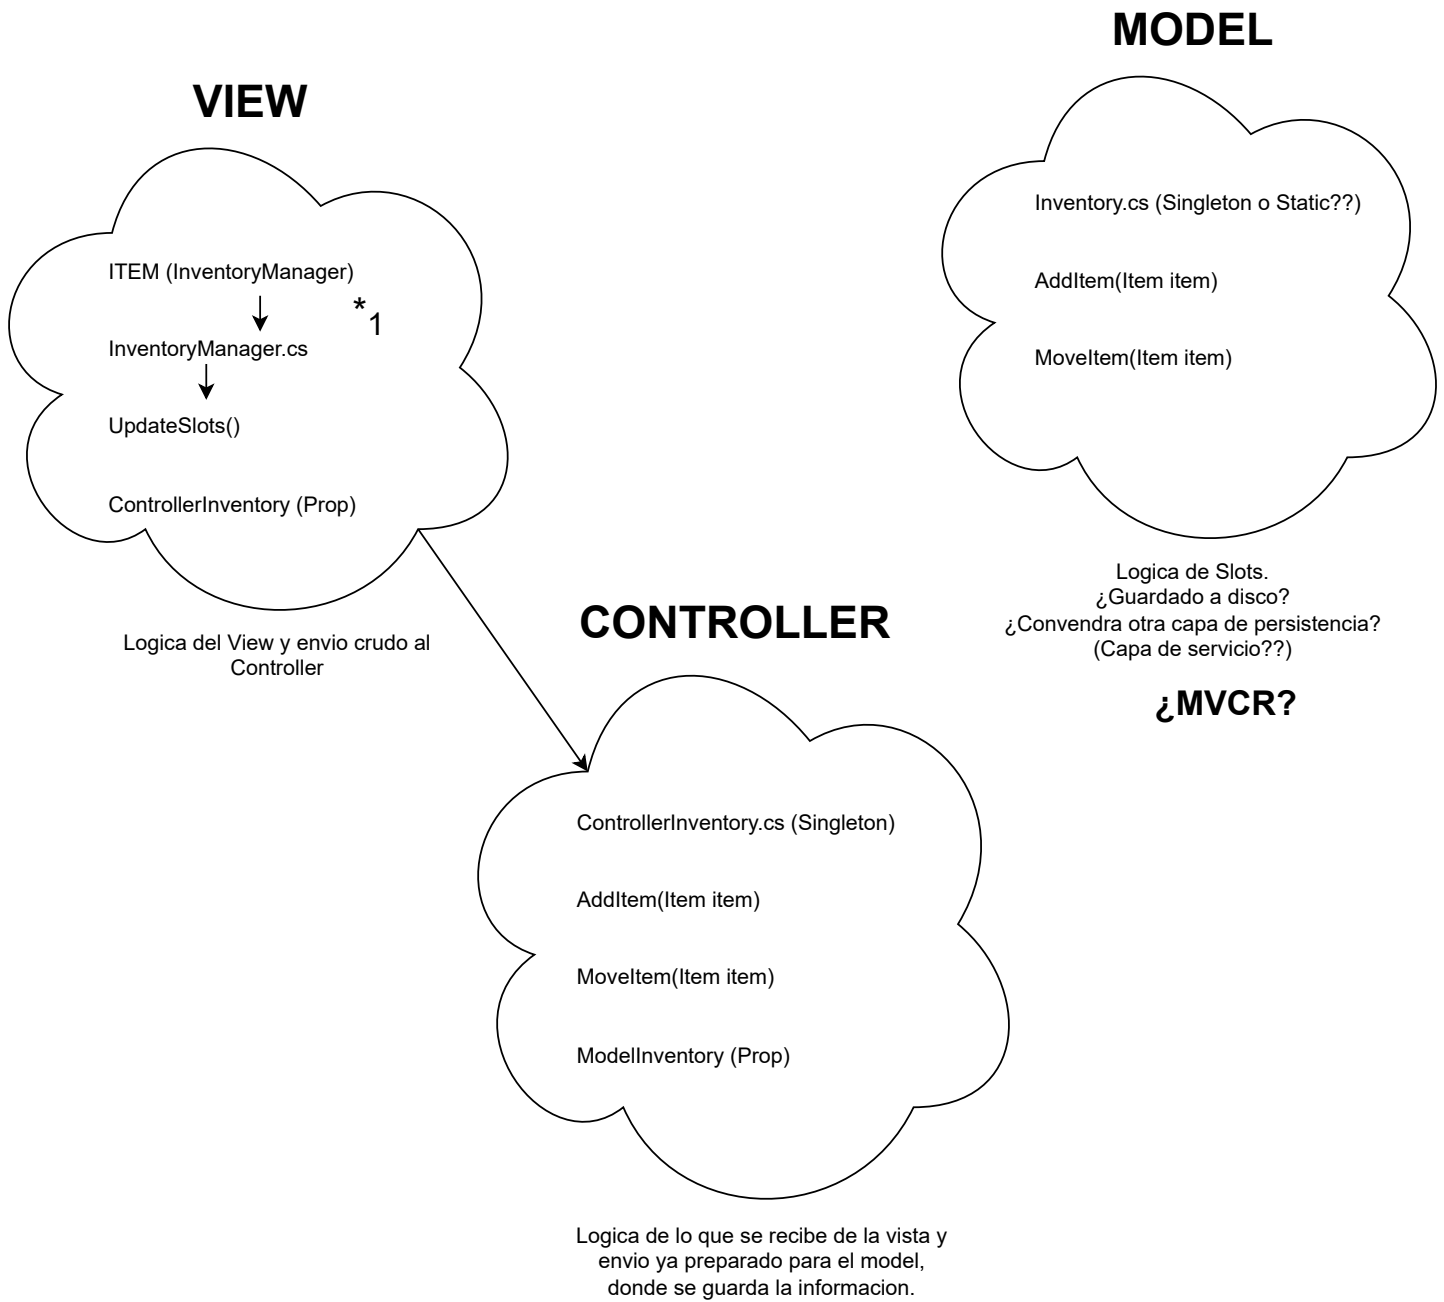 VIEW
ITEM (InventoryManager)
*1
InventoryManager.cs
UpdateSlots()
ControllerInventory (Prop)
Logica del View y envio crudo al
Controller
MODEL
Inventory.cs (Singleton o Static??)
AddItem(Item item)
MoveItem(Item item)
Logica de Slots.
¿Guardado a disco?
¿Convendra otra capa de persistencia?
(Capa de servicio??)
¿MVCR?
CONTROLLER
ControllerInventory.cs (Singleton)
AddItem(Item item)
MoveItem(Item item)
ModelInventory (Prop)
Logica de lo que se recibe de la vista y
envio ya preparado para el model,
donde se guarda la informacion.